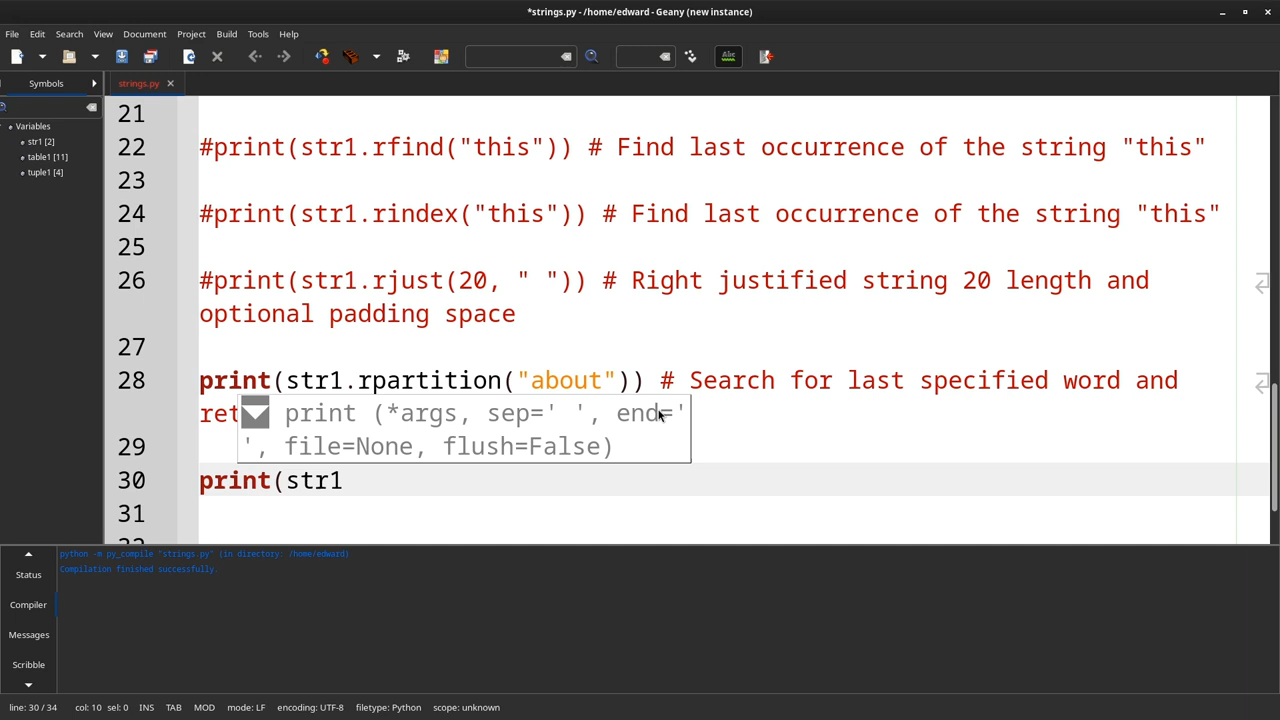 *strings.py - /home/edward - Geany (new instance)
File Edit Search View Document Project Build Tools Help
Symbols
strings.py
Variables
str1 [2]
table1 [11]
tuple1 [4]
21
22 #print(str1.rfind("this")) # Find last occurrence of the string "this"
23
24 #print(str1.rindex("this")) # Find last occurrence of the string "this"
25
26 #print(str1.rjust(20, " ")) # Right justified string 20 length and
optional padding space
27
28 print(str1.rpartition("about")) # Search for last specified word and
ret
print (*args, sep=' ', end='
', file=None, flush=False)
29
30 print(str1
31
python -m py_compile "strings.py" (in directory: /home/edward)
Compilation finished successfully.
Status
Compiler
Messages
Scribble
line: 30 / 34 col: 10 sel: 0 INS TAB MOD mode: LF encoding: UTF-8 filetype: Python scope: unknown